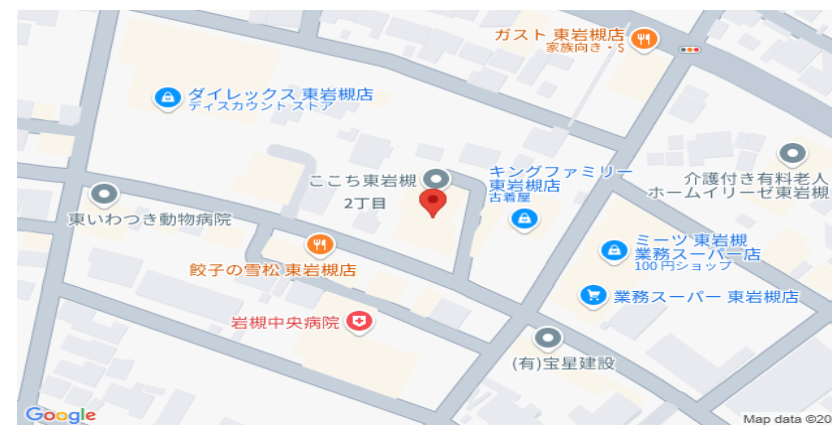 ガスト 東岩槻店
家族向き・$
ダイレックス 東岩槻店
ディスカウント ストア
ここち東岩槻
2丁目
キングファミリー
東岩槻店
古着屋
介護付き有料老人
ホームイリーゼ東岩槻
東いわつき動物病院
ミーツ 東岩槻
業務スーパー店
100 円ショップ
餃子の雪松 東岩槻店
業務スーパー 東岩槻店
岩槻中央病院
(有)宝星建設
Google
Map data ©20